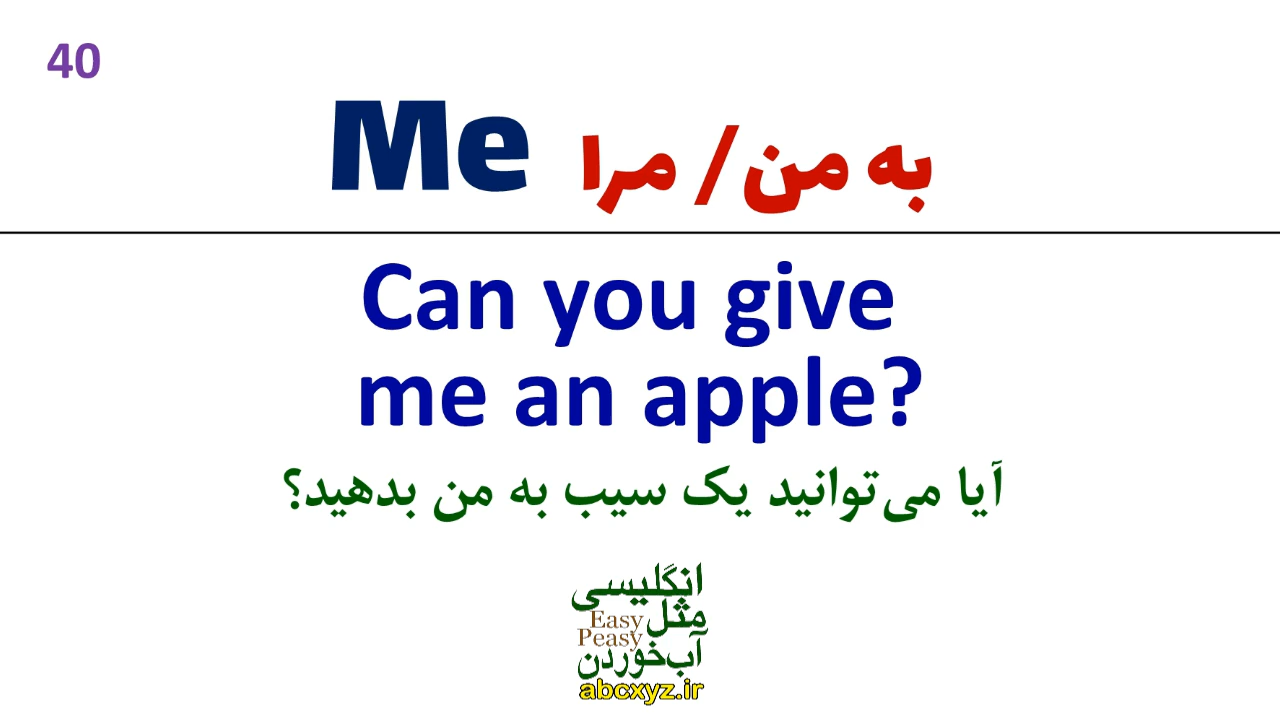 40
Me به من/ مرا
Can you give
me an apple?
آیا می‌توانید یک سیب به من بدهید؟
انگلیسی
مثل
Easy
Peasy
آب‌خوردن
abcxyz.ir